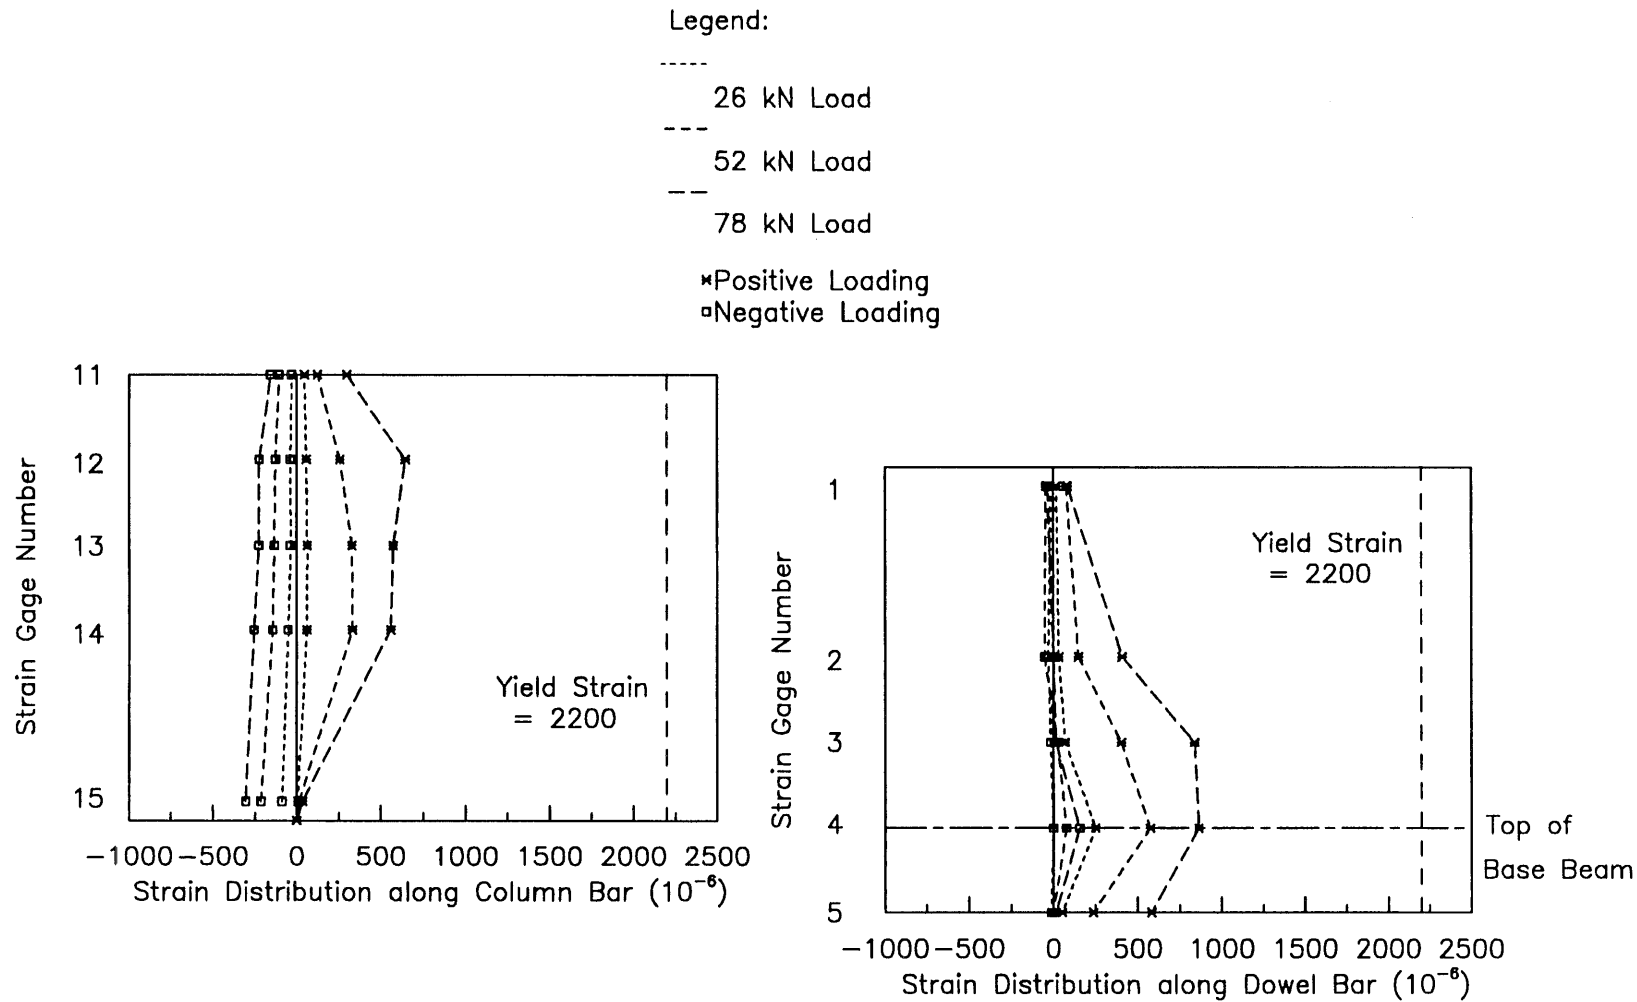 Legend:
26 kN Load
52 kN Load
78 kN Load
Positive Loading
Negative Loading
Strain Gage Number
11
12
13
14
15
Yield Strain
= 2200
−1000 −500 0 500 1000 1500 2000 2500
Strain Distribution along Column Bar (10⁻⁶)
Strain Gage Number
1
2
3
4
5
Yield Strain
= 2200
Top of
Base Beam
−1000 −500 0 500 1000 1500 2000 2500
Strain Distribution along Dowel Bar (10⁻⁶)